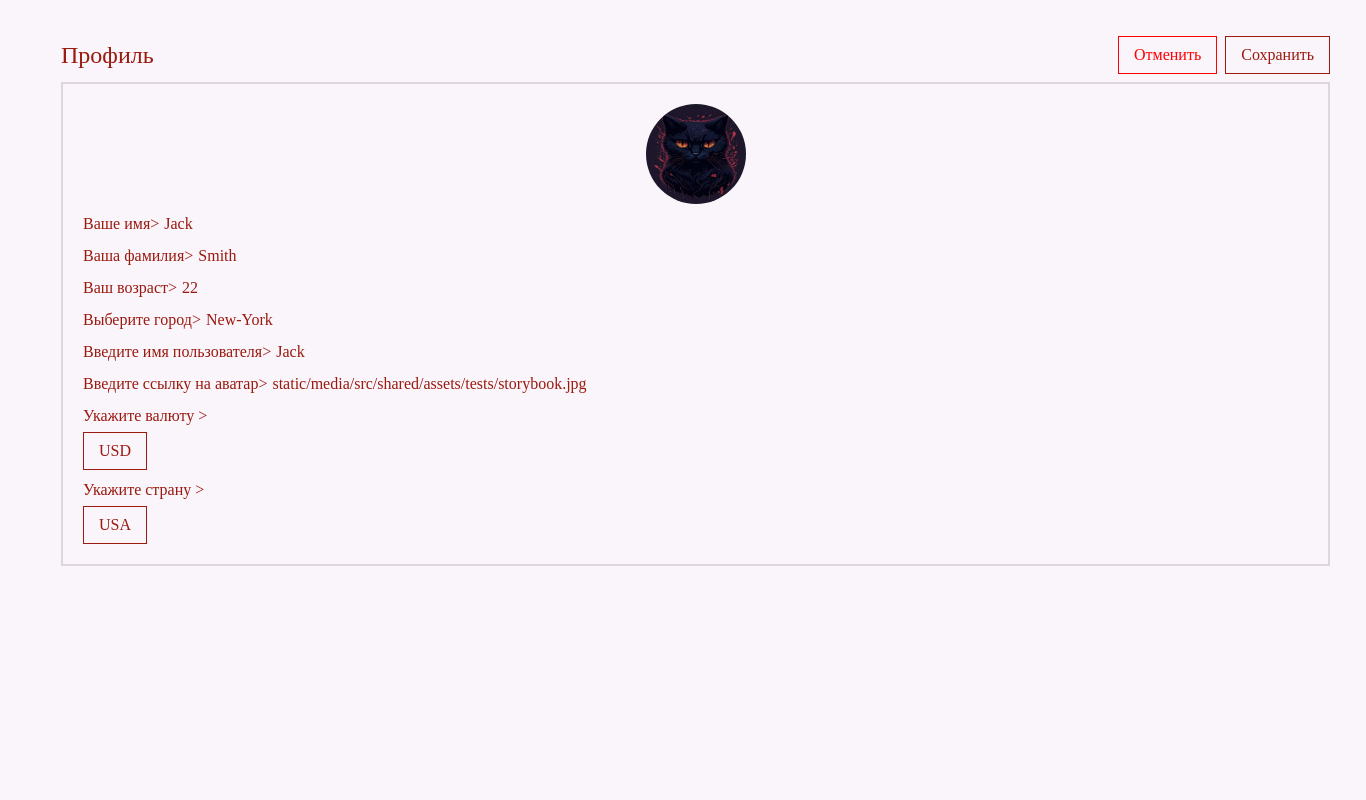 Профиль
Отменить
Сохранить
Ваше имя> Jack
Ваша фамилия> Smith
Ваш возраст> 22
Выберите город> New-York
Введите имя пользователя> Jack
Введите ссылку на аватар> static/media/src/shared/assets/tests/storybook.jpg
Укажите валюту >
USD
Укажите страну >
USA